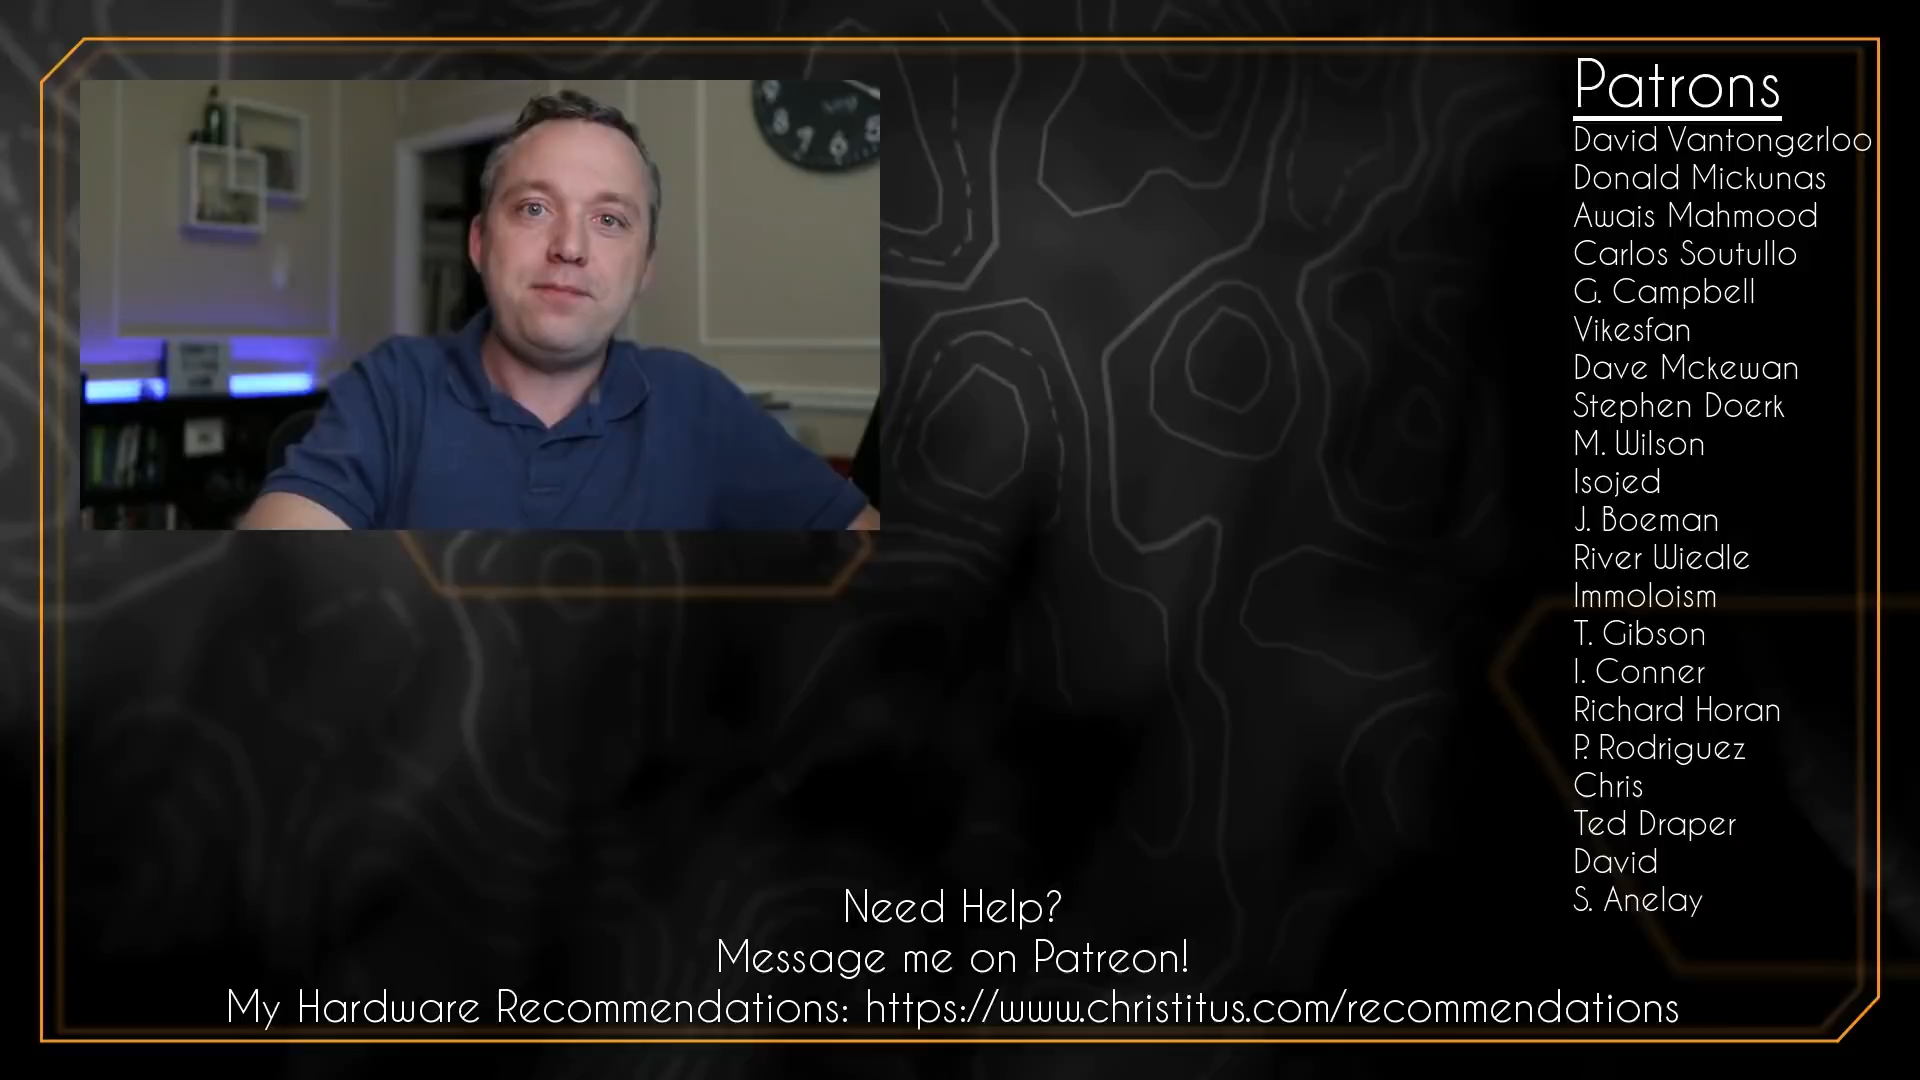 Patrons
David Vantongerloo
Donald Mickunas
Awais Mahmood
Carlos Soutullo
G. Campbell
Vikesfan
Dave Mckewan
Stephen Doerk
M. Wilson
Isojed
J. Boeman
River Wiedle
Immoloism
T. Gibson
I. Conner
Richard Horan
P. Rodriguez
Chris
Ted Draper
David
S. Anelay
Need Help?
Message me on Patreon!
My Hardware Recommendations: https://www.christitus.com/recommendations